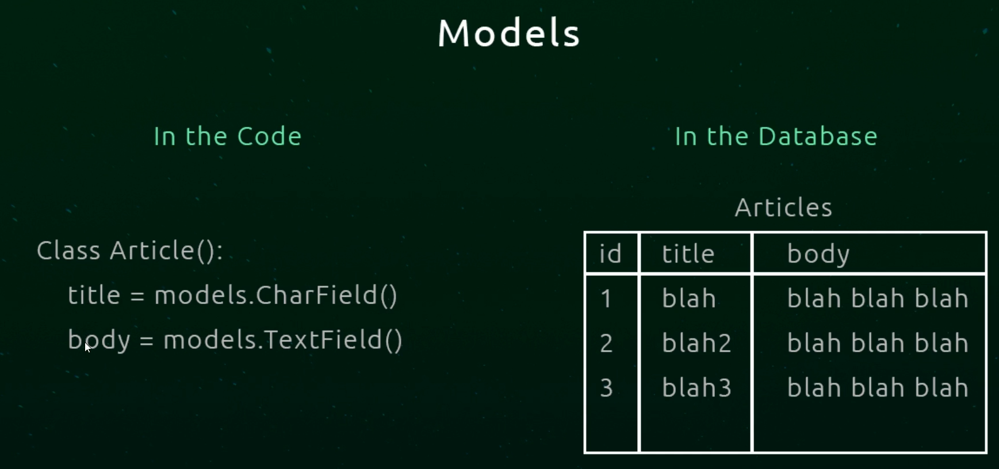 Models
In the Code
Class Article():
title = models.CharField()
body = models.TextField()
In the Database
Articles
id title body
1 blah blah blah blah
2 blah2 blah blah blah
3 blah3 blah blah blah